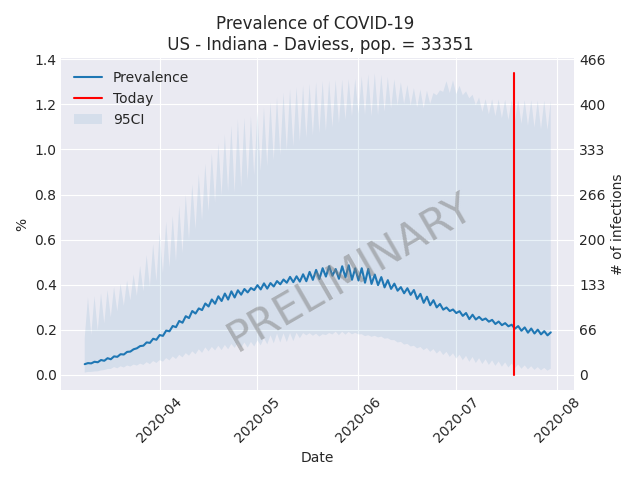 Prevalence of COVID-19
US - Indiana - Daviess, pop. = 33351
1.4
1.2
1.0
0.8
0.6
0.4
0.2
0.0
%
Prevalence
Today
95CI
PRELIMINARY
466
400
333
266
200
133
66
0
# of infections
2020-04
2020-05
2020-06
2020-07
2020-08
Date